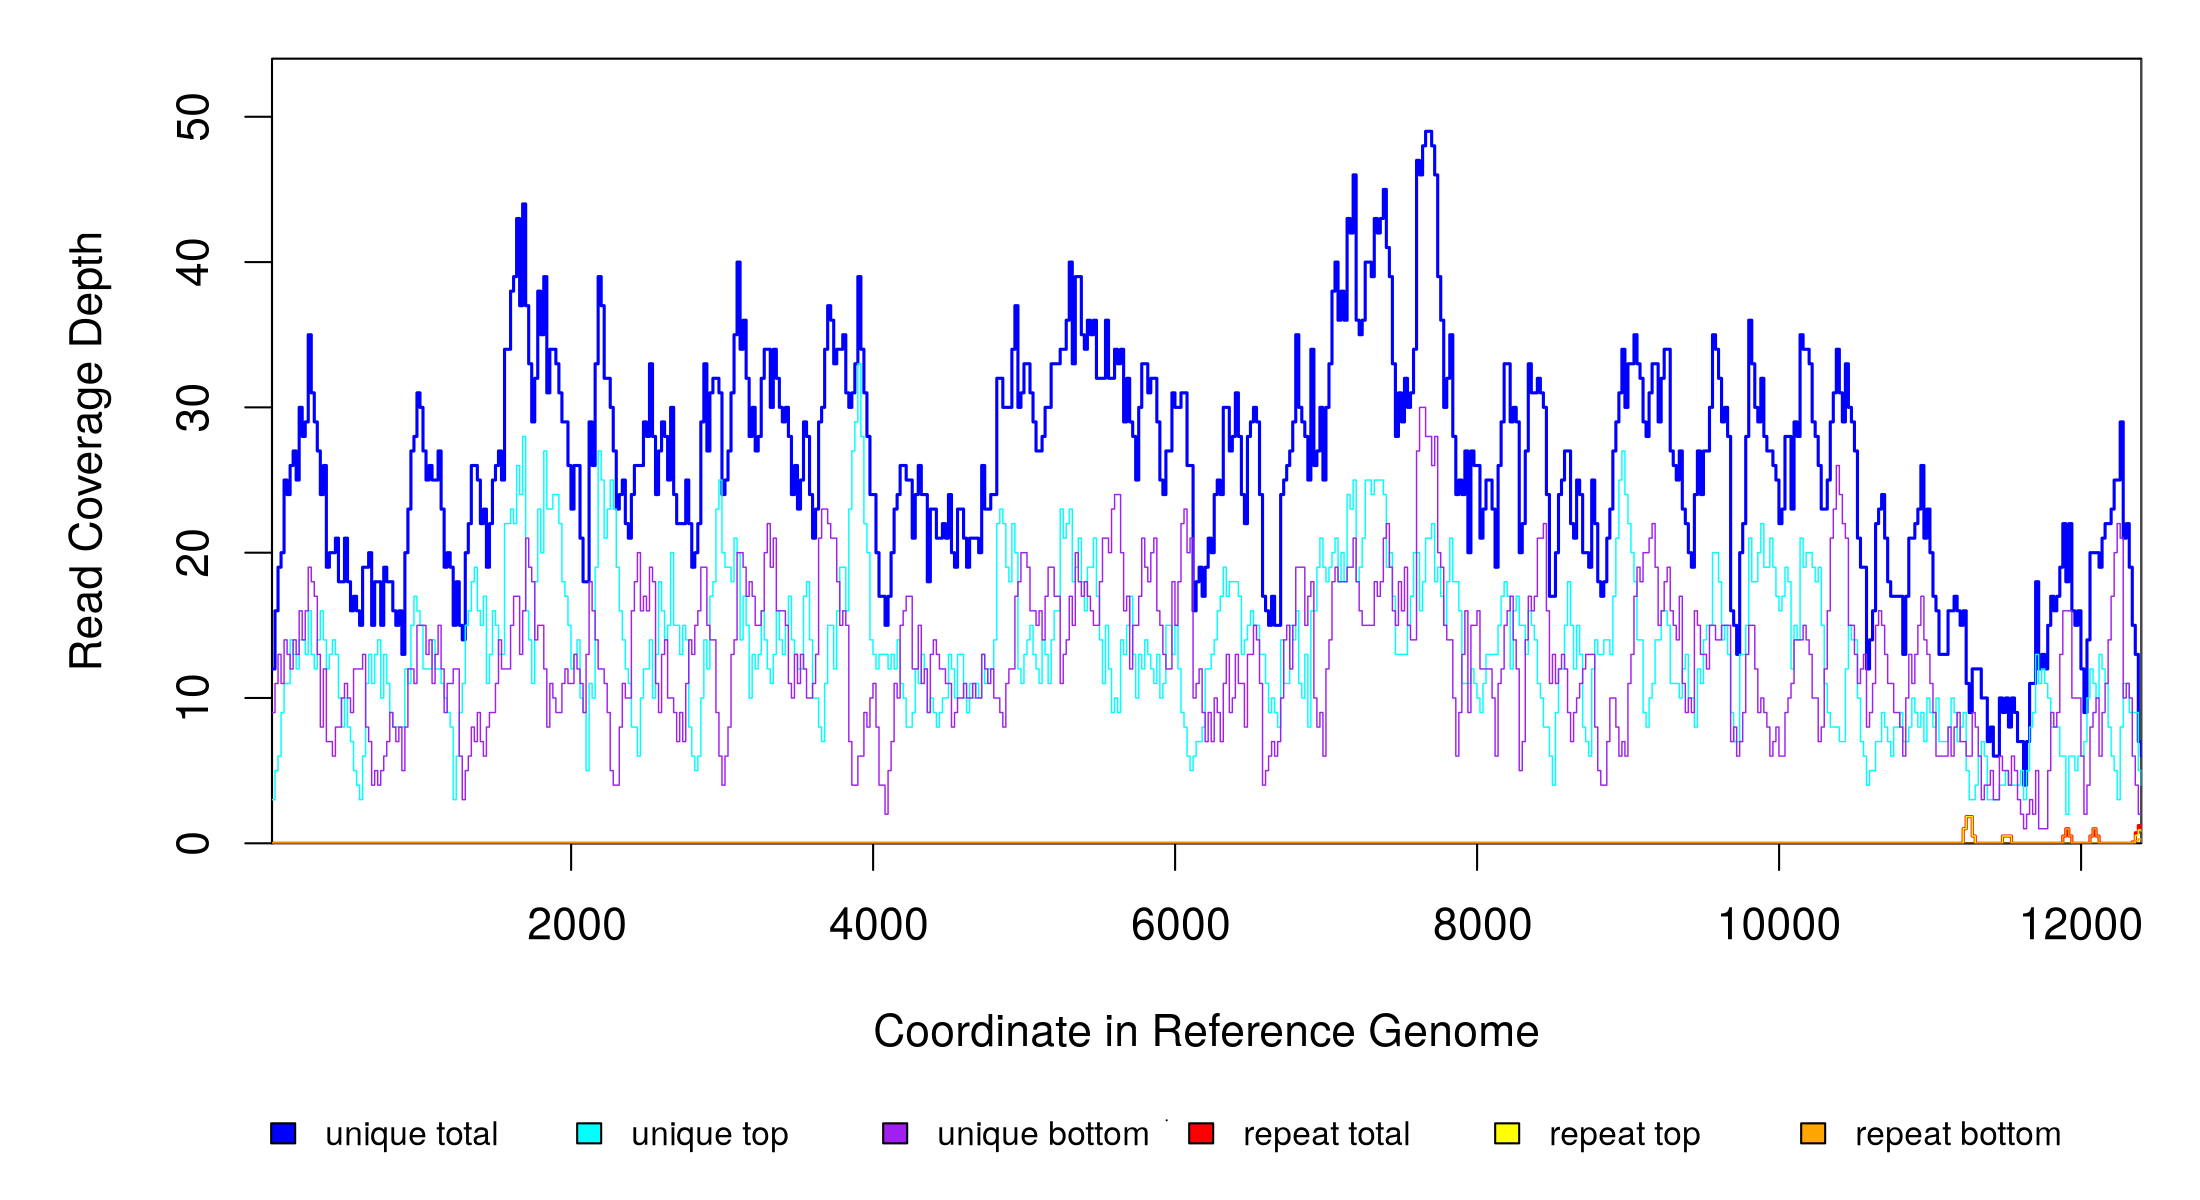 Read Coverage Depth
50
40
30
20
10
0
2000 4000 6000 8000 10000 12000
Coordinate in Reference Genome
unique total unique top unique bottom repeat total repeat top repeat bottom